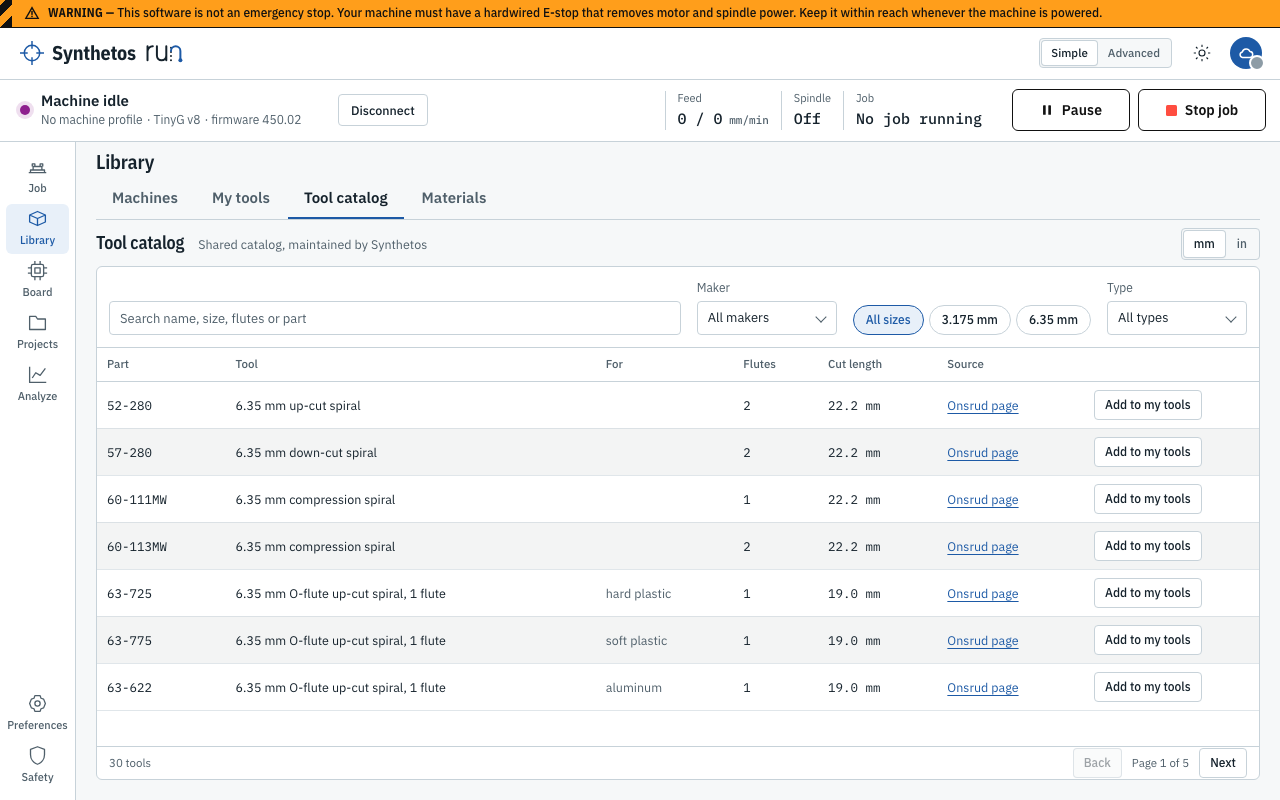 WARNING — This software is not an emergency stop. Your machine must have a hardwired E-stop that removes motor and spindle power. Keep it within reach whenever the machine is powered.
Synthetos run
Simple Advanced
Machine idle
No machine profile · TinyG v8 · firmware 450.02
Disconnect
Feed
0 / 0 mm/min
Spindle
Off
Job
No job running
Pause
Stop job
Job
Library
Board
Projects
Analyze
Preferences
Safety
Library
Machines My tools Tool catalog Materials
Tool catalog Shared catalog, maintained by Synthetos
mm in
Search name, size, flutes or part
Maker
All makers
All sizes 3.175 mm 6.35 mm
Type
All types
Part Tool For Flutes Cut length Source
52-280 6.35 mm up-cut spiral 2 22.2 mm Onsrud page Add to my tools
57-280 6.35 mm down-cut spiral 2 22.2 mm Onsrud page Add to my tools
60-111MW 6.35 mm compression spiral 1 22.2 mm Onsrud page Add to my tools
60-113MW 6.35 mm compression spiral 2 22.2 mm Onsrud page Add to my tools
63-725 6.35 mm O-flute up-cut spiral, 1 flute hard plastic 1 19.0 mm Onsrud page Add to my tools
63-775 6.35 mm O-flute up-cut spiral, 1 flute soft plastic 1 19.0 mm Onsrud page Add to my tools
63-622 6.35 mm O-flute up-cut spiral, 1 flute aluminum 1 19.0 mm Onsrud page Add to my tools
30 tools
Back Page 1 of 5 Next